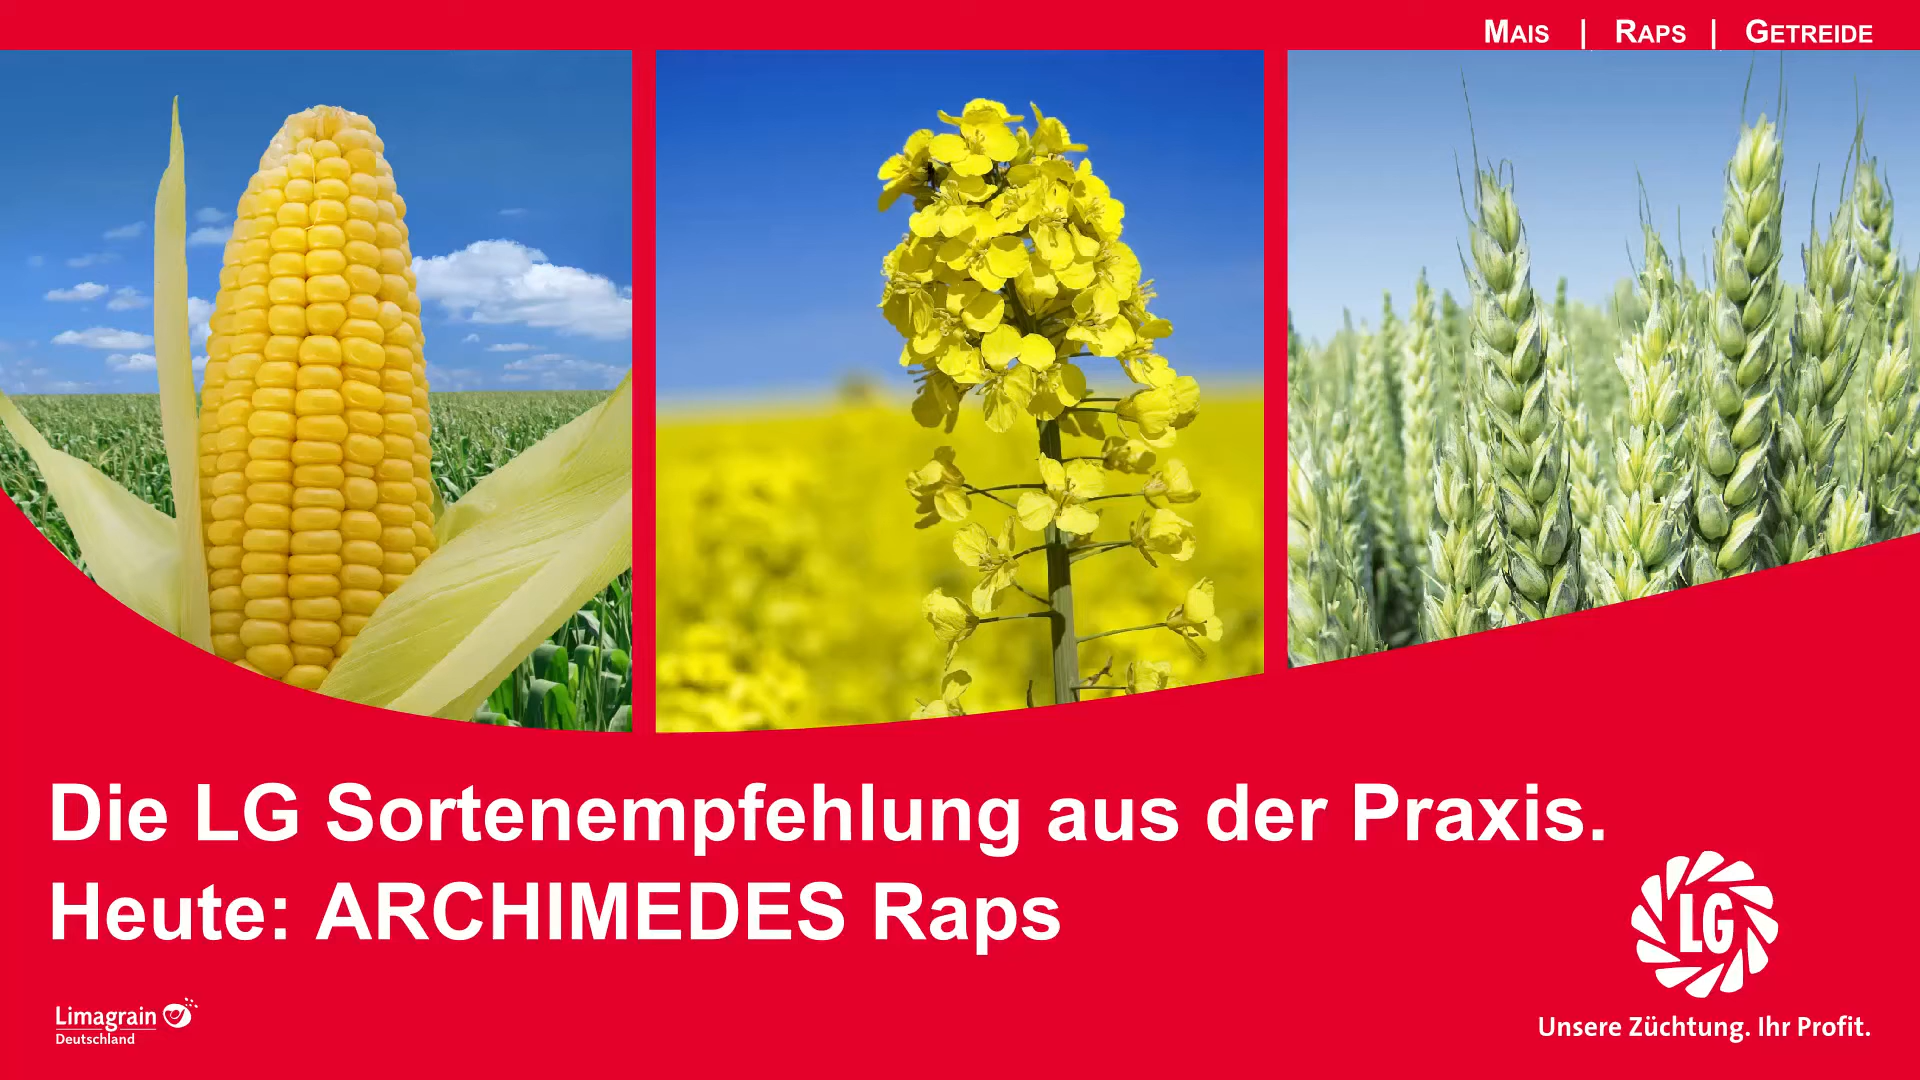 MAIS | RAPS | GETREIDE
Die LG Sortenempfehlung aus der Praxis.
Heute: ARCHIMEDES Raps
LG
Limagrain
Deutschland
Unsere Züchtung. Ihr Profit.